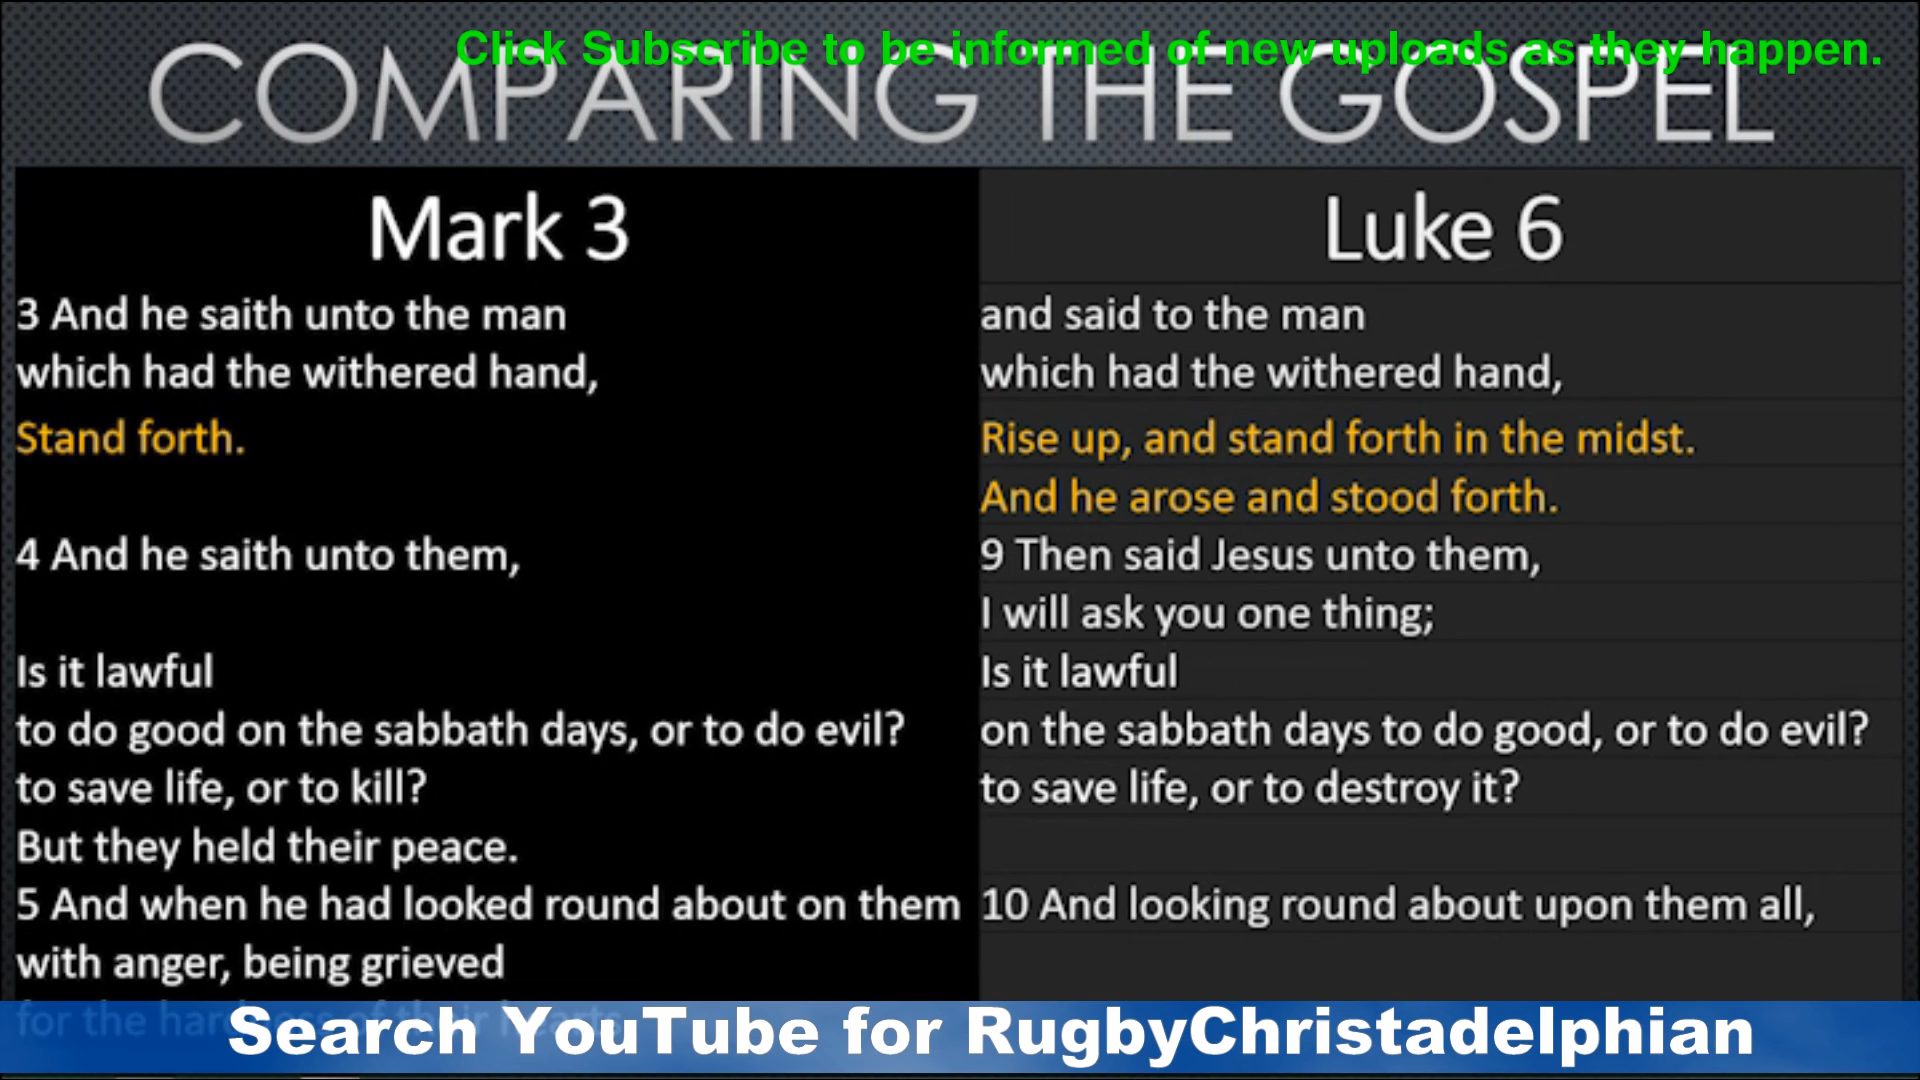 Click Subscribe to be informed of new uploads as they happen.
COMPARING THE GOSPEL
Mark 3
3 And he saith unto the man
which had the withered hand,
Stand forth.
4 And he saith unto them,
Is it lawful
to do good on the sabbath days, or to do evil?
to save life, or to kill?
But they held their peace.
5 And when he had looked round about on them
with anger, being grieved
for the hardness of their hearts
Luke 6
and said to the man
which had the withered hand,
Rise up, and stand forth in the midst.
And he arose and stood forth.
9 Then said Jesus unto them,
I will ask you one thing;
Is it lawful
on the sabbath days to do good, or to do evil?
to save life, or to destroy it?
10 And looking round about upon them all,
Search YouTube for RugbyChristadelphian